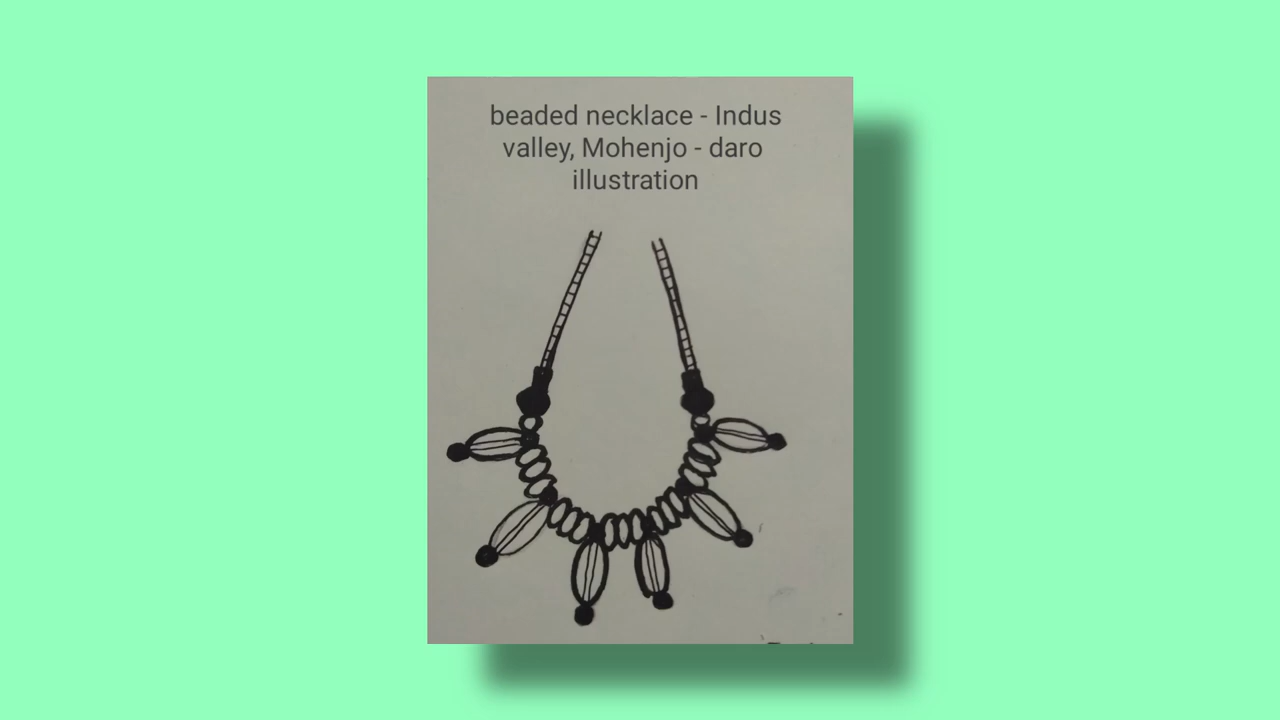 beaded necklace - Indus
valley, Mohenjo - daro
illustration